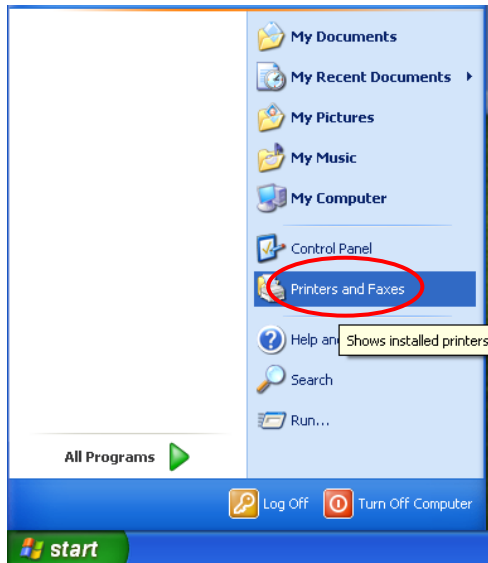 My Documents
My Recent Documents
My Pictures
My Music
My Computer
Control Panel
Printers and Faxes
Help an
Shows installed printers
Search
Run...
All Programs
Log Off
Turn Off Computer
start